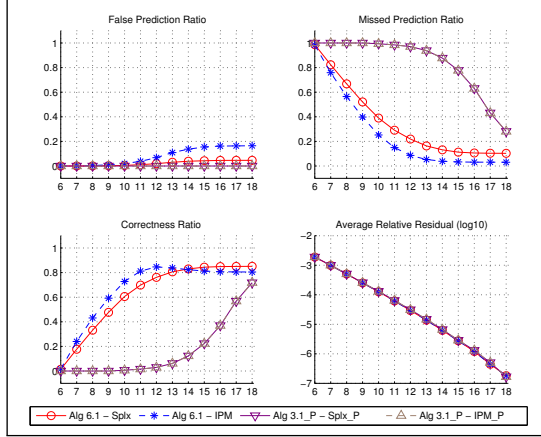 False Prediction Ratio
Missed Prediction Ratio
1
0.8
0.6
0.4
0.2
0
6 7 8 9 10 11 12 13 14 15 16 17 18
1
0.8
0.6
0.4
0.2
0
6 7 8 9 10 11 12 13 14 15 16 17 18
Correctness Ratio
Average Relative Residual (log10)
1
0.8
0.6
0.4
0.2
0
6 7 8 9 10 11 12 13 14 15 16 17 18
−2
−3
−4
−5
−6
−7
6 7 8 9 10 11 12 13 14 15 16 17 18
Alg 6.1 − Splx Alg 6.1 − IPM Alg 3.1_P − Splx_P Alg 3.1_P − IPM_P